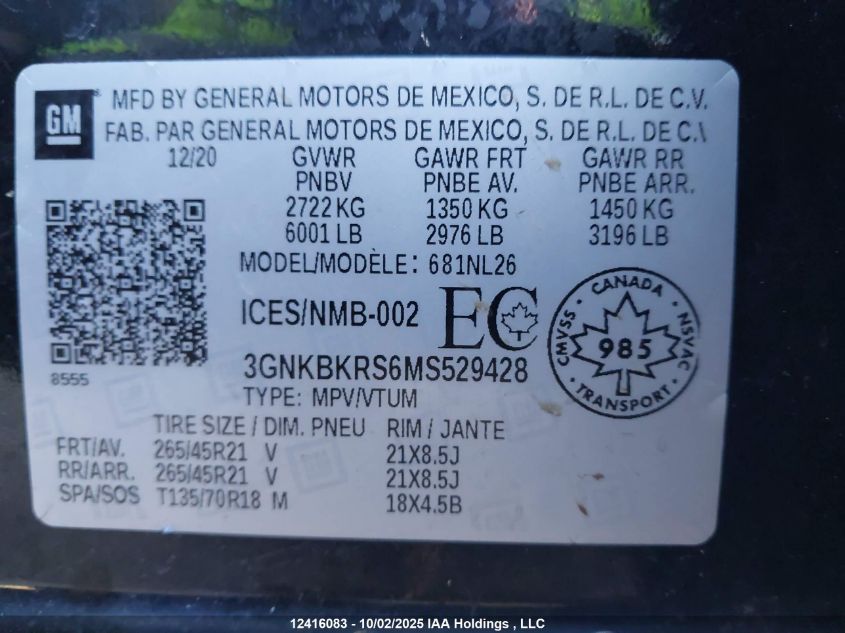 GM
MFD BY GENERAL MOTORS DE MEXICO, S. DE R.L. DE C.V.
FAB. PAR GENERAL MOTORS DE MEXICO, S. DE R.L. DE C.V
12/20 GVWR GAWR FRT GAWR RR
PNBV PNBE AV. PNBE ARR.
2722 KG 1350 KG 1450 KG
6001 LB 2976 LB 3196 LB
MODEL/MODÈLE: 681NL26
ICES/NMB-002 EC
CANADA
CMVSS 985 NSVAC
TRANSPORT
3GNKBKRS6MS529428
8555
TYPE: MPV/VTUM
TIRE SIZE / DIM. PNEU RIM / JANTE
FRT/AV. 265/45R21 V 21X8.5J
RR/ARR. 265/45R21 V 21X8.5J
SPA/SOS T135/70R18 M 18X4.5B
12416083 - 10/02/2025 IAA Holdings , LLC